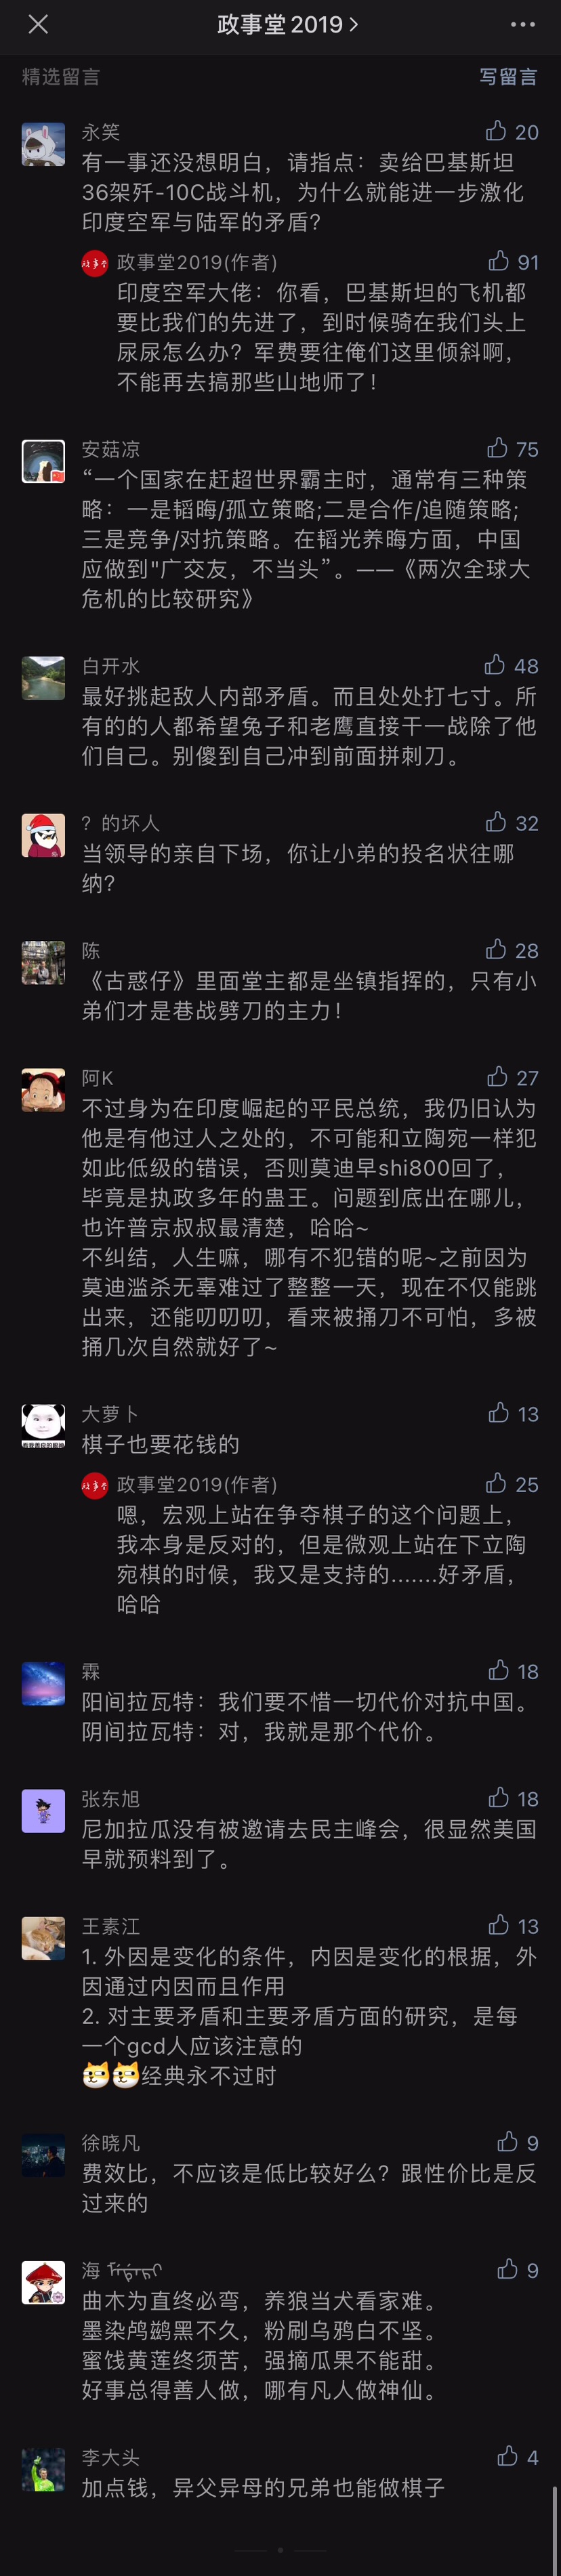 政事堂2019
精选留言
写留言
永笑
20
有一事还没想明白，请指点：卖给巴基斯坦
36架歼-10C战斗机，为什么就能进一步激化
印度空军与陆军的矛盾?
政事堂2019(作者)
91
印度空军大佬：你看，巴基斯坦的飞机都
要比我们的先进了，到时候骑在我们头上
尿尿怎么办？军费要往俺们这里倾斜啊，
不能再去搞那些山地师了！
安菇凉
75
“一个国家在赶超世界霸主时，通常有三种策
略：一是韬晦/孤立策略;二是合作/追随策略;
三是竞争/对抗策略。在韬光养晦方面，中国
应做到"广交友，不当头”。——《两次全球大
危机的比较研究》
白开水
48
最好挑起敌人内部矛盾。而且处处打七寸。所
有的的人都希望兔子和老鹰直接干一战除了他
们自己。别傻到自己冲到前面拼刺刀。
？的坏人
32
当领导的亲自下场，你让小弟的投名状往哪
纳?
陈
28
《古惑仔》里面堂主都是坐镇指挥的，只有小
弟们才是巷战劈刀的主力！
阿K
27
不过身为在印度崛起的平民总统，我仍旧认为
他是有他过人之处的，不可能和立陶宛一样犯
如此低级的错误，否则莫迪早shi800回了，
毕竟是执政多年的蛊王。问题到底出在哪儿，
也许普京叔叔最清楚，哈哈~
不纠结，人生嘛，哪有不犯错的呢~之前因为
莫迪滥杀无辜难过了整整一天，现在不仅能跳
出来，还能叨叨叨，看来被捅刀不可怕，多被
捅几次自然就好了~
大萝卜
13
棋子也要花钱的
政事堂2019(作者)
25
嗯，宏观上站在争夺棋子的这个问题上，
我本身是反对的，但是微观上站在下立陶
宛棋的时候，我又是支持的.......好矛盾，
哈哈
霖
18
阳间拉瓦特：我们要不惜一切代价对抗中国。
阴间拉瓦特：对，我就是那个代价。
张东旭
18
尼加拉瓜没有被邀请去民主峰会，很显然美国
早就预料到了。
王素江
13
1. 外因是变化的条件，内因是变化的根据，外
因通过内因而且作用
2. 对主要矛盾和主要矛盾方面的研究，是每
一个gcd人应该注意的
经典永不过时
徐晓凡
9
费效比，不应该是低比较好么？跟性价比是反
过来的
海
9
曲木为直终必弯，养狼当犬看家难。
墨染鸬鹚黑不久，粉刷乌鸦白不坚。
蜜饯黄莲终须苦，强摘瓜果不能甜。
好事总得善人做，哪有凡人做神仙。
李大头
4
加点钱，异父异母的兄弟也能做棋子